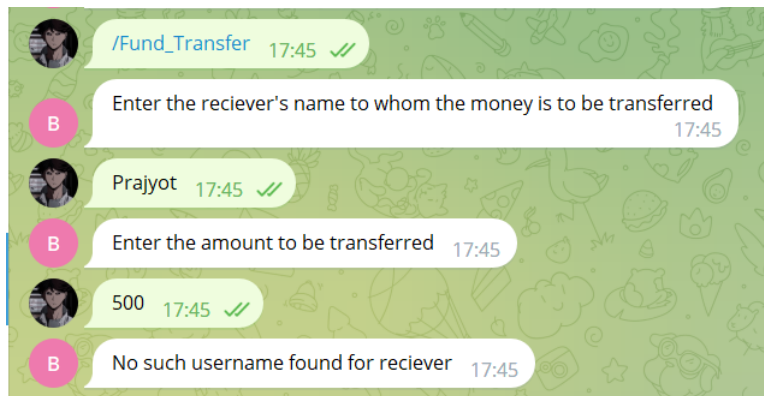 /Fund_Transfer 17:45
Enter the reciever's name to whom the money is to be transferred
17:45
B
Prajyot 17:45
B Enter the amount to be transferred 17:45
500 17:45
B No such username found for reciever 17:45